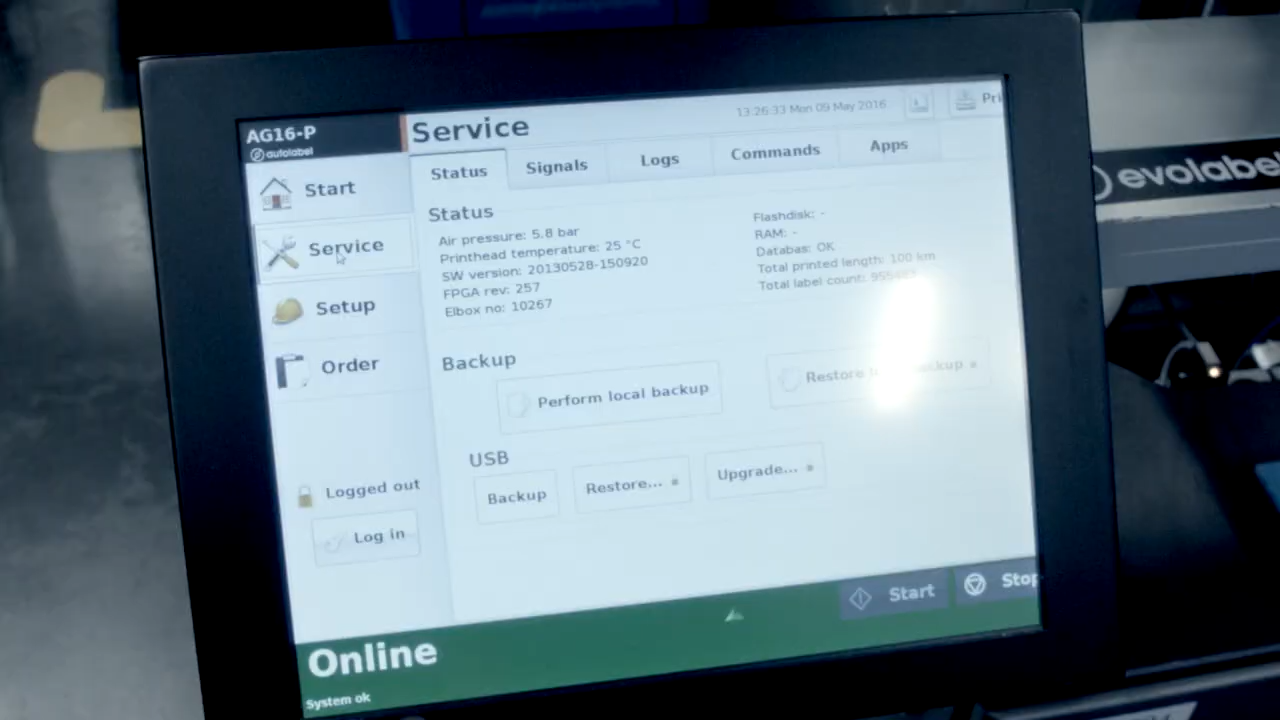 AG16-P
autolabel
Service
13:26:33 Mon 09 May 2016
Pri
Start
Service
Setup
Order
Logged out
Log in
Status
Signals
Logs
Commands
Apps
Status
Air pressure: 5.8 bar
Printhead temperature: 25 °C
SW version: 20130528-150920
FPGA rev: 257
Elbox no: 10267
Flashdisk: -
RAM: -
Databas: OK
Total printed length: 100 km
Total label count:
Backup
Perform local backup
Restore
USB
Backup
Restore...
Upgrade...
Start
Stop
Online
System ok
evolabel